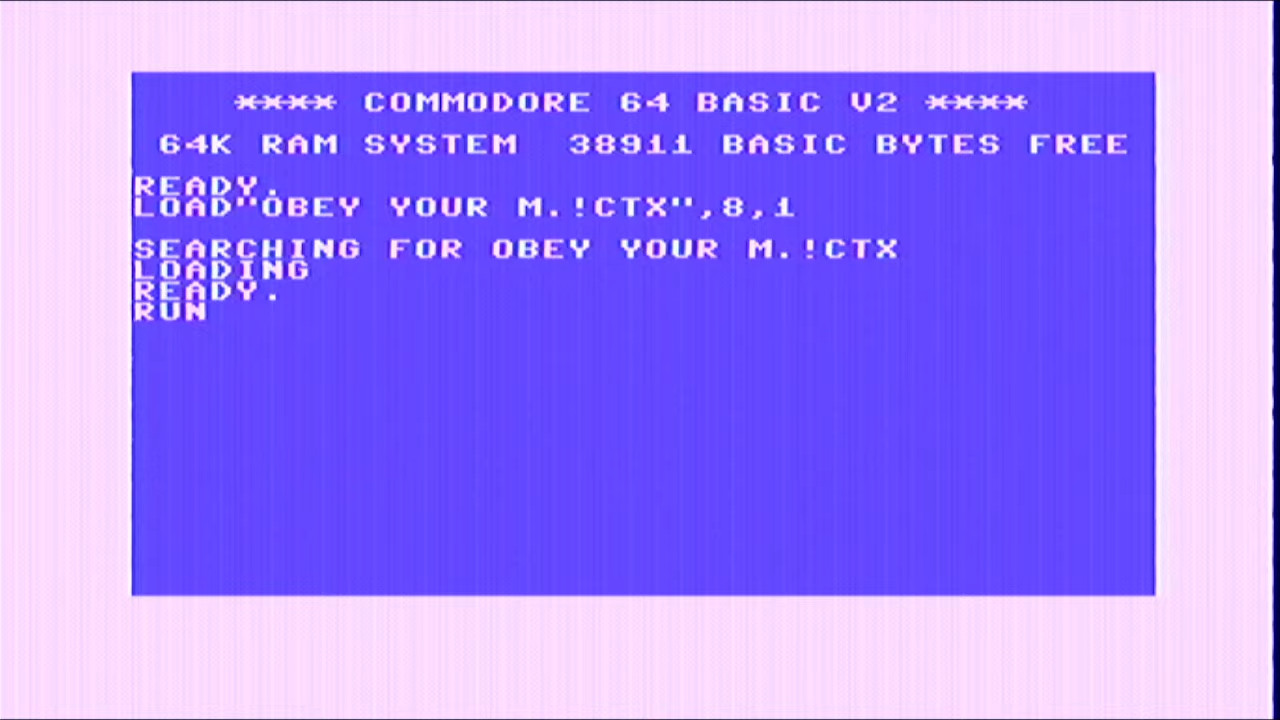 **** COMMODORE 64 BASIC V2 ****
64K RAM SYSTEM  38911 BASIC BYTES FREE
READY.
LOAD"OBEY YOUR M.!CTX",8,1
SEARCHING FOR OBEY YOUR M.!CTX
LOADING
READY.
RUN